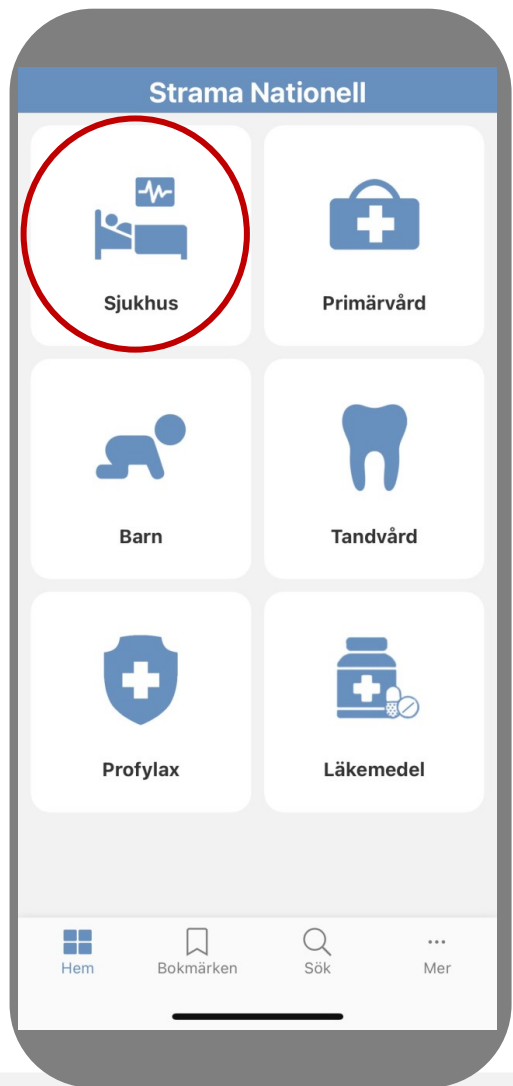 Strama Nationell
Sjukhus
Primärvård
Barn
Tandvård
Profylax
Läkemedel
Hem
Bokmärken
Sök
Mer